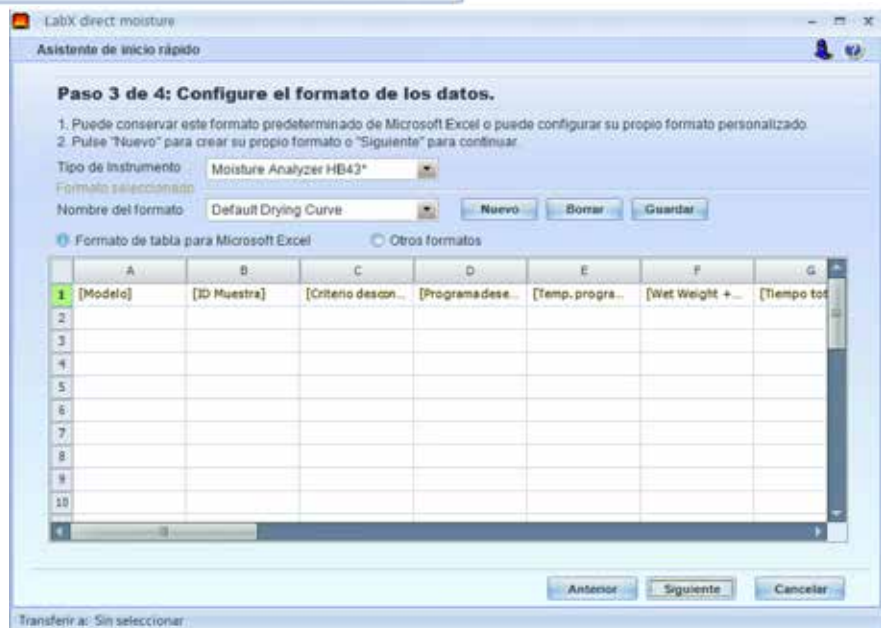 LabX direct moisture
Asistente de inicio rápido
Paso 3 de 4: Configure el formato de los datos.
1. Puede conservar este formato predeterminado de Microsoft Excel o puede configurar su propio formato personalizado
2. Pulse "Nuevo" para crear su propio formato o "Siguiente" para continuar.
Tipo de Instrumento Moisture Analyzer HB43*
Formato seleccionado
Nombre del formato Default Drying Curve Nuevo Borrar Guardar
Formato de tabla para Microsoft Excel Otros formatos
A B C D E F G
1 [Modelo] [ID Muestra] [Criterio descon... [Programa dese... [Temp. progra... [Wet Weight +... [Tiempo tot
2
3
4
5
6
7
8
9
10
Anterior Siguiente Cancelar
Transferir a: Sin seleccionar